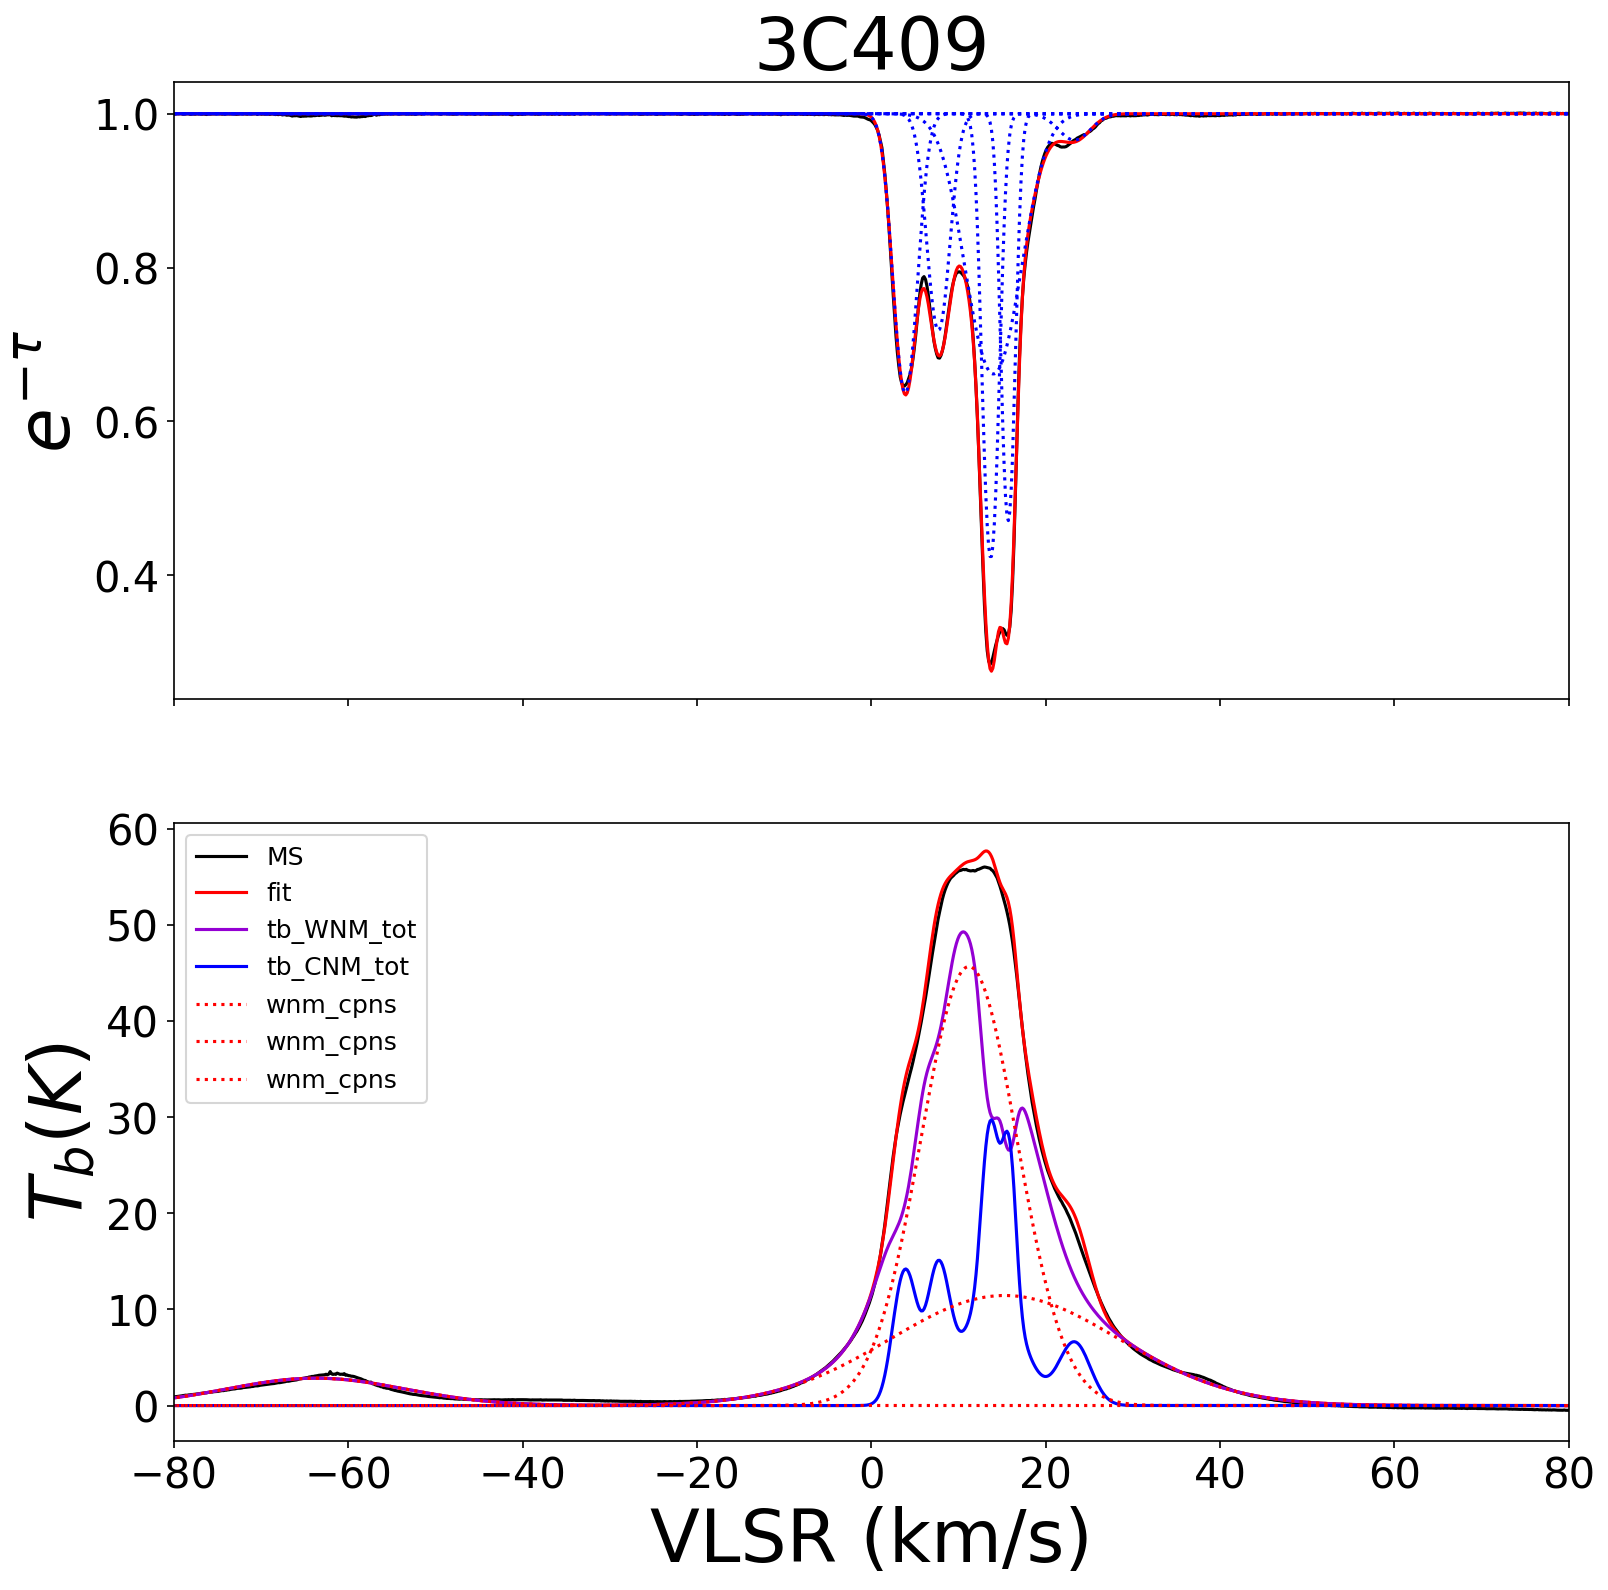 3C409
1.0
0.8
0.6
0.4
e^{−τ}
60
50
40
30
20
10
0
T_b(K)
MS
fit
tb_WNM_tot
tb_CNM_tot
wnm_cpns
wnm_cpns
wnm_cpns
−80 −60 −40 −20 0 20 40 60 80
VLSR (km/s)